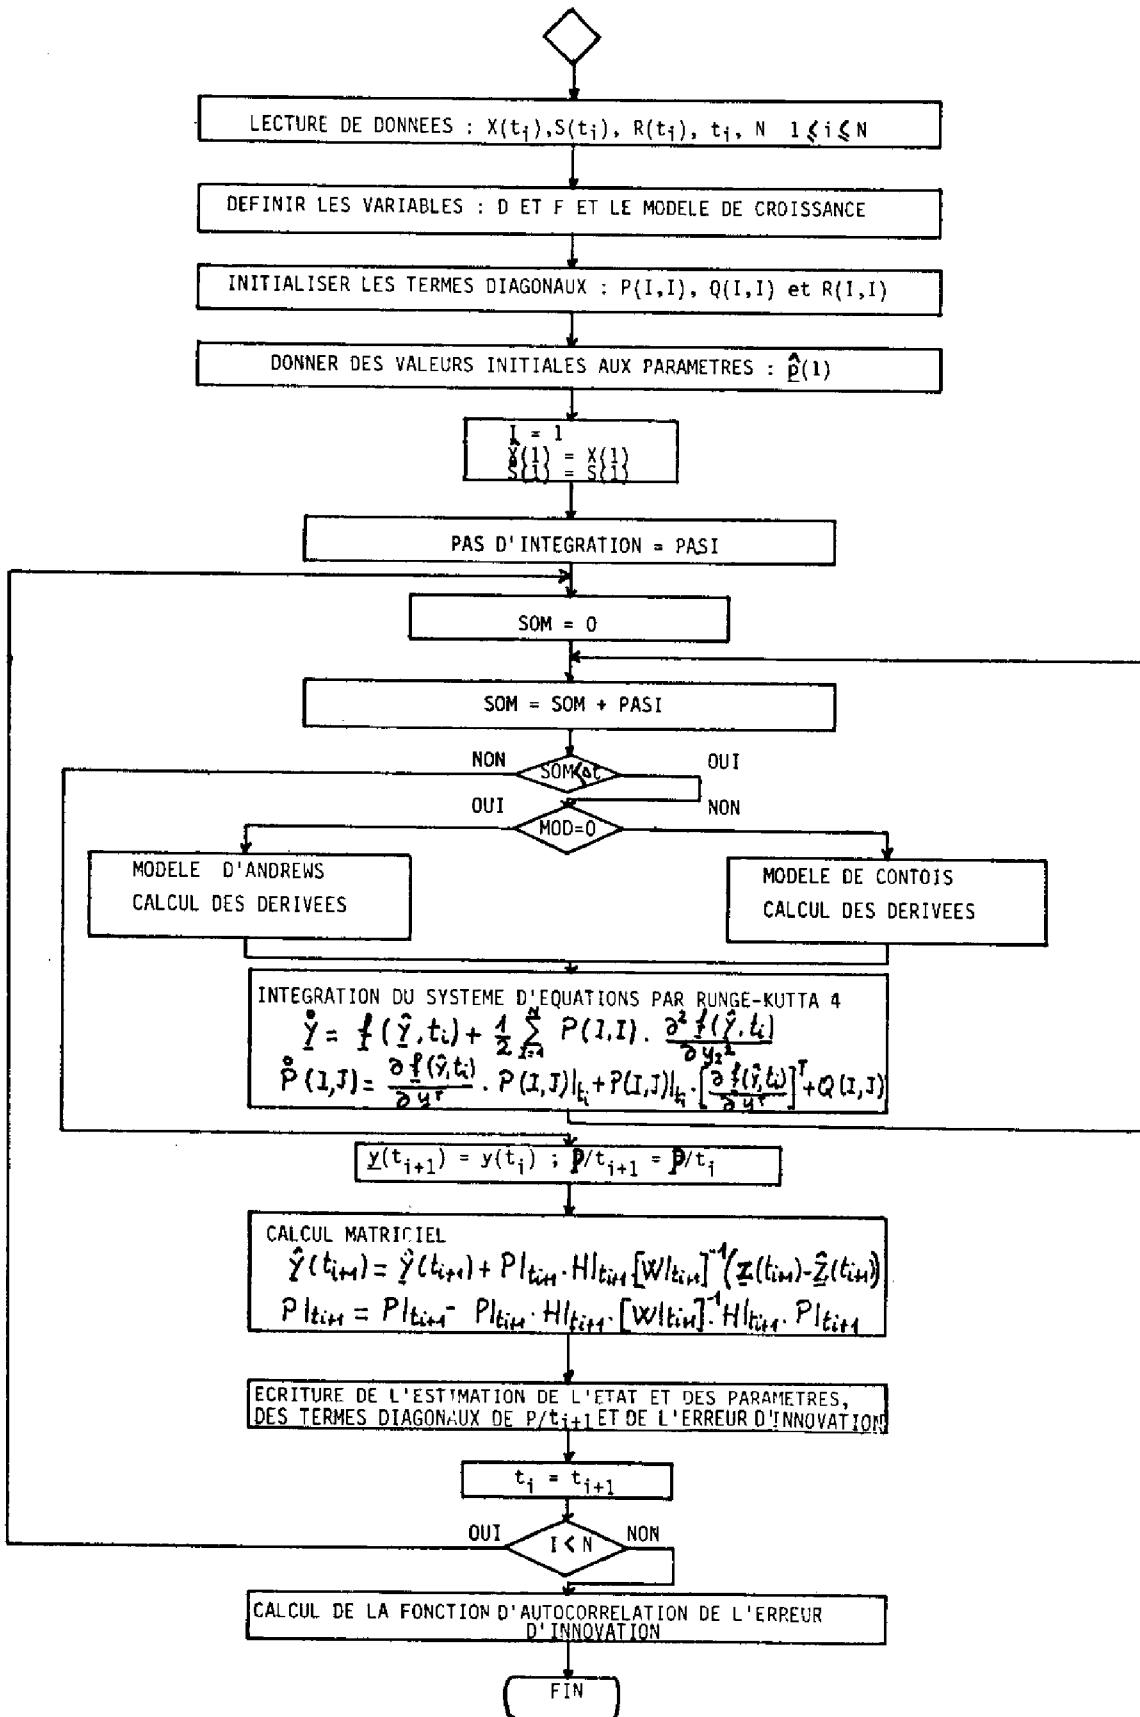 LECTURE DE DONNEES : X(tᵢ),S(tᵢ), R(tᵢ), tᵢ, N 1⩽i⩽N
DEFINIR LES VARIABLES : D ET F ET LE MODELE DE CROISSANCE
INITIALISER LES TERMES DIAGONAUX : P(I,I), Q(I,I) et R(I,I)
DONNER DES VALEURS INITIALES AUX PARAMETRES : p̲̂(1)
I = 1
X̂(1) = X(1)
Ŝ(1) = S(1)
PAS D'INTEGRATION = PASI
SOM = 0
SOM = SOM + PASI
NON
SOM⩽Δt
OUI
OUI
MOD=0
NON
MODELE D'ANDREWS
CALCUL DES DERIVEES
MODELE DE CONTOIS
CALCUL DES DERIVEES
INTEGRATION DU SYSTEME D'EQUATIONS PAR RUNGE-KUTTA 4
ẙ̲ = f̲(ŷ̲,tᵢ) + 1/2 ∑_{I=1}^{N} P(I,I) . ∂² f̲(ŷ̲,tᵢ)/∂y_I²
P̊(I,J) = ∂f̲(ŷ,tᵢ)/∂yᵀ . P(I,J)|tᵢ + P(I,J)|tᵢ . [∂f̲(ŷ,tᵢ)/∂yᵀ]ᵀ + Q(I,J)
y̲(tᵢ₊₁) = y(tᵢ) ; P/tᵢ₊₁ = P/tᵢ
CALCUL MATRICIEL
ŷ̲(tᵢ₊₁) = ŷ̲(tᵢ₊₁) + P|tᵢ₊₁ . H|tᵢ₊₁ [W|tᵢ₊₁]⁻¹ (z̲(tᵢ₊₁) - ẑ̲(tᵢ₊₁))
P|tᵢ₊₁ = P|tᵢ₊₁ - P|tᵢ₊₁ . H|tᵢ₊₁ . [W|tᵢ₊₁]⁻¹ . H|tᵢ₊₁ . P|tᵢ₊₁
ECRITURE DE L'ESTIMATION DE L'ETAT ET DES PARAMETRES,
DES TERMES DIAGONAUX DE P/tᵢ₊₁ ET DE L'ERREUR D'INNOVATION
tᵢ = tᵢ₊₁
OUI
I < N
NON
CALCUL DE LA FONCTION D'AUTOCORRELATION DE L'ERREUR
D'INNOVATION
FIN